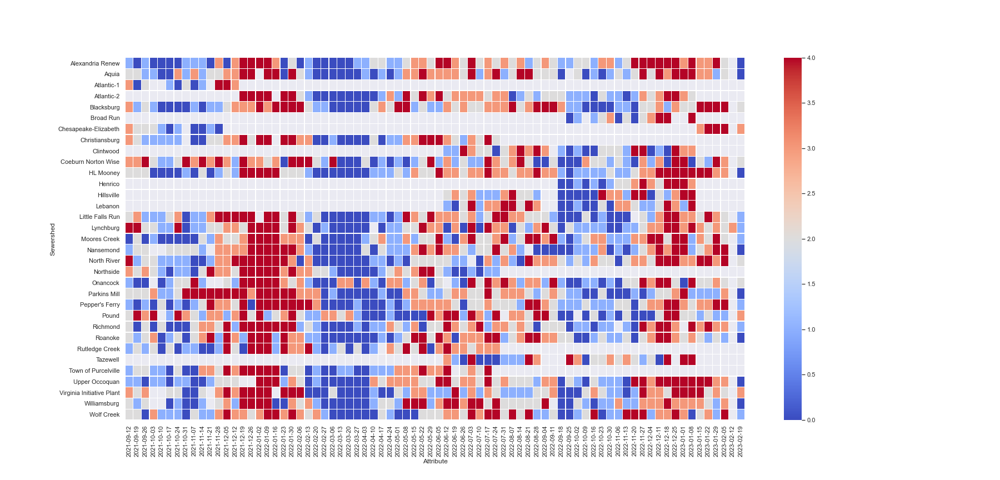 Alexandria Renew
Aquia
Atlantic-1
Atlantic-2
Blacksburg
Broad Run
Chesapeake-Elizabeth
Christiansburg
Clintwood
Coeburn Norton Wise
HL Mooney
Henrico
Hillsville
Lebanon
Little Falls Run
Lynchburg
Moores Creek
Nansemond
North River
Northside
Onancock
Parkins Mill
Pepper's Ferry
Pound
Richmond
Roanoke
Rutledge Creek
Tazewell
Town of Purcelville
Upper Occoquan
Virginia Initiative Plant
Williamsburg
Wolf Creek
Sewershed
2021-09-12
2021-09-19
2021-09-26
2021-10-03
2021-10-10
2021-10-17
2021-10-24
2021-10-31
2021-11-07
2021-11-14
2021-11-21
2021-11-28
2021-12-05
2021-12-12
2021-12-19
2021-12-26
2022-01-02
2022-01-09
2022-01-16
2022-01-23
2022-01-30
2022-02-06
2022-02-13
2022-02-20
2022-02-27
2022-03-06
2022-03-13
2022-03-20
2022-03-27
2022-04-03
2022-04-10
2022-04-17
2022-04-24
2022-05-01
2022-05-08
2022-05-15
2022-05-22
2022-05-29
2022-06-05
2022-06-12
2022-06-19
2022-06-26
2022-07-03
2022-07-10
2022-07-17
2022-07-24
2022-07-31
2022-08-07
2022-08-14
2022-08-21
2022-08-28
2022-09-04
2022-09-11
2022-09-18
2022-09-25
2022-10-02
2022-10-09
2022-10-16
2022-10-23
2022-10-30
2022-11-06
2022-11-13
2022-11-20
2022-11-27
2022-12-04
2022-12-11
2022-12-18
2022-12-25
2023-01-01
2023-01-08
2023-01-15
2023-01-22
2023-01-29
2023-02-05
2023-02-12
2023-02-19
Attribute
4.0
3.5
3.0
2.5
2.0
1.5
1.0
0.5
0.0